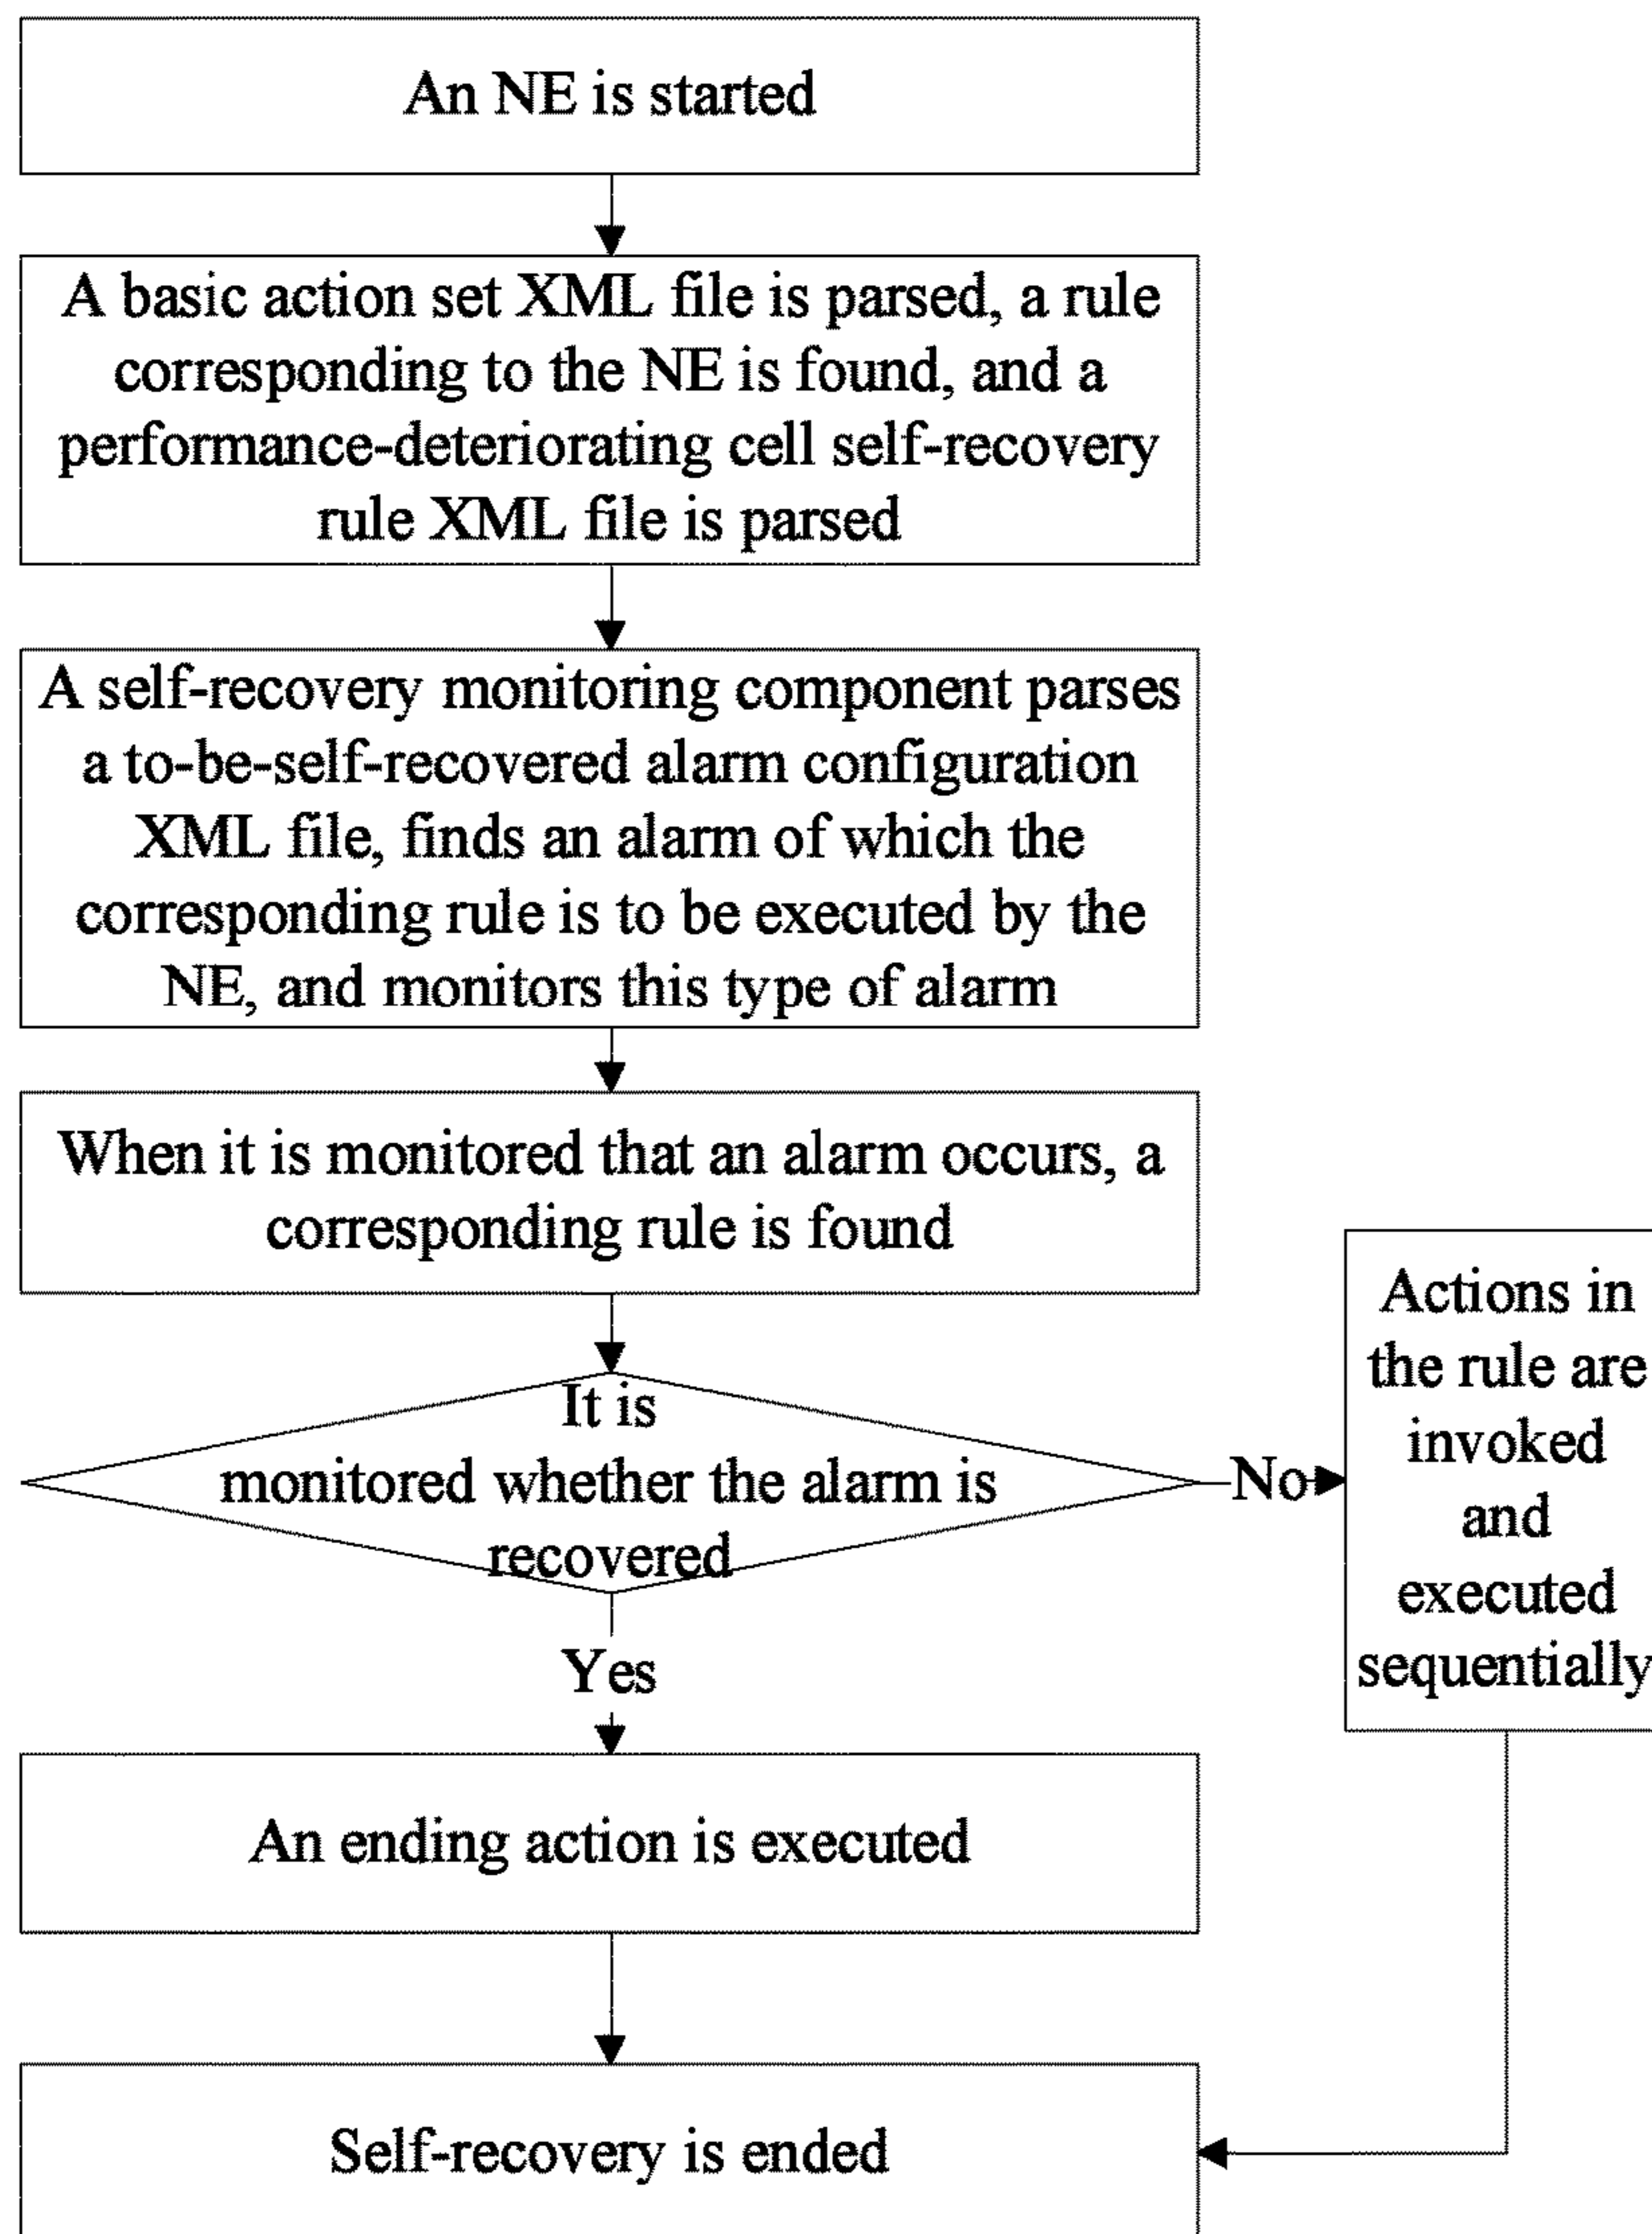 An NE is started
A basic action set XML file is parsed, a rule
corresponding to the NE is found, and a
performance-deteriorating cell self-recovery
rule XML file is parsed
A self-recovery monitoring component parses
a to-be-self-recovered alarm configuration
XML file, finds an alarm of which the
corresponding rule is to be executed by the
NE, and monitors this type of alarm
When it is monitored that an alarm occurs, a
corresponding rule is found
It is
monitored whether the alarm is
recovered
No
Actions in
the rule are
invoked
and
executed
sequentially
Yes
An ending action is executed
Self-recovery is ended